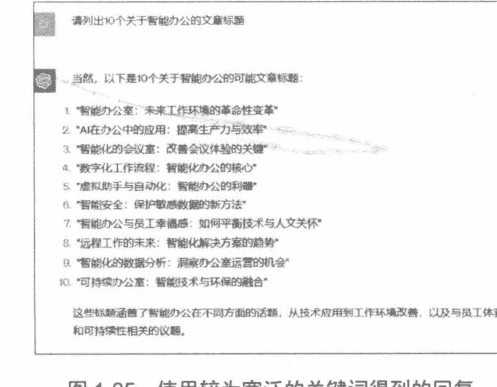 请列出10个关于智能办公的文章标题
当然，以下是10个关于智能办公的可能文章标题：
1. "智能办公室：未来工作环境的革命性变革"
2. "AI在办公中的应用：提高生产力与效率"
3. "智能化的会议室：改善会议体验的关键"
4. "数字化工作流程：智能化办公的核心"
5. "虚拟助手与自动化：智能办公的利器"
6. "智能安全：保护敏感数据的新方法"
7. "智能办公与员工幸福感：如何平衡技术与人文关怀"
8. "远程工作的未来：智能化解决方案的趋势"
9. "智能化的数据分析：洞察办公室运营的机会"
10. "可持续办公室：智能技术与环保的融合"
这些标题涵盖了智能办公在不同方面的话题，从技术应用到工作环境改善，以及与员工体
和可持续性相关的议题。
使用较为宽泛的关键词得到的回复